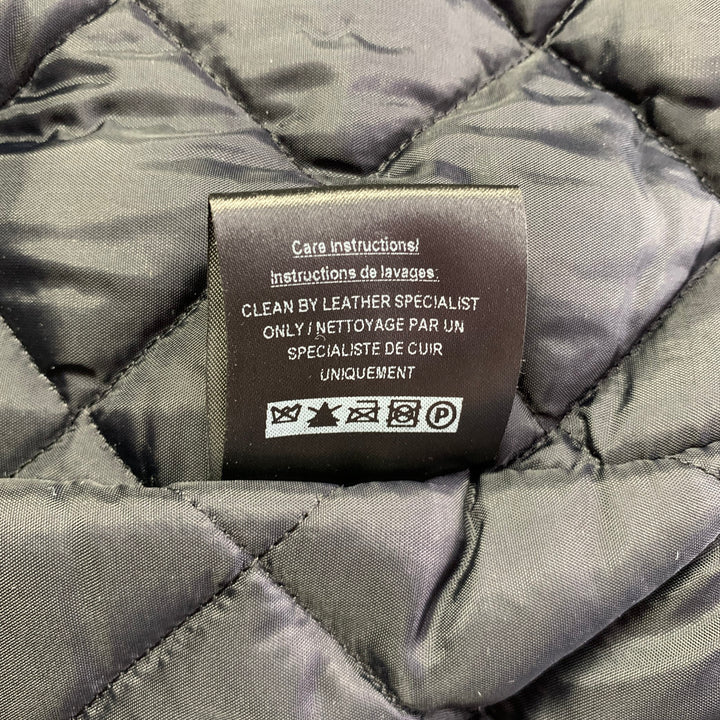 Care Instructions/
Instructions de lavages:
CLEAN BY LEATHER SPECIALIST
ONLY / NETTOYAGE PAR UN
SPECIALISTE DE CUIR
UNIQUEMENT
P